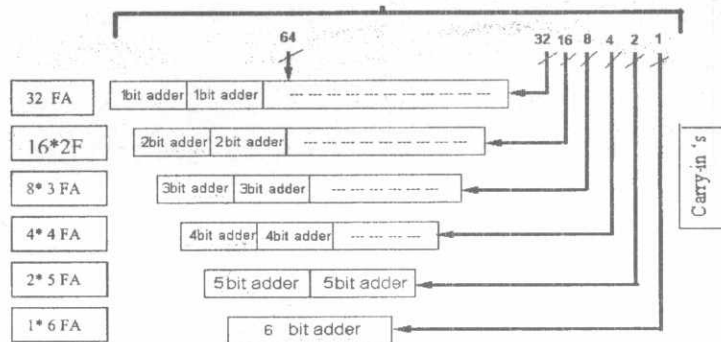 64 32 16 8 4 2 1
32 FA 1bit adder 1bit adder
16*2F 2bit adder 2bit adder
8* 3 FA 3bit adder 3bit adder
4* 4 FA 4bit adder 4bit adder
2* 5 FA 5bit adder 5bit adder
1* 6 FA 6 bit adder
Carry-in 's